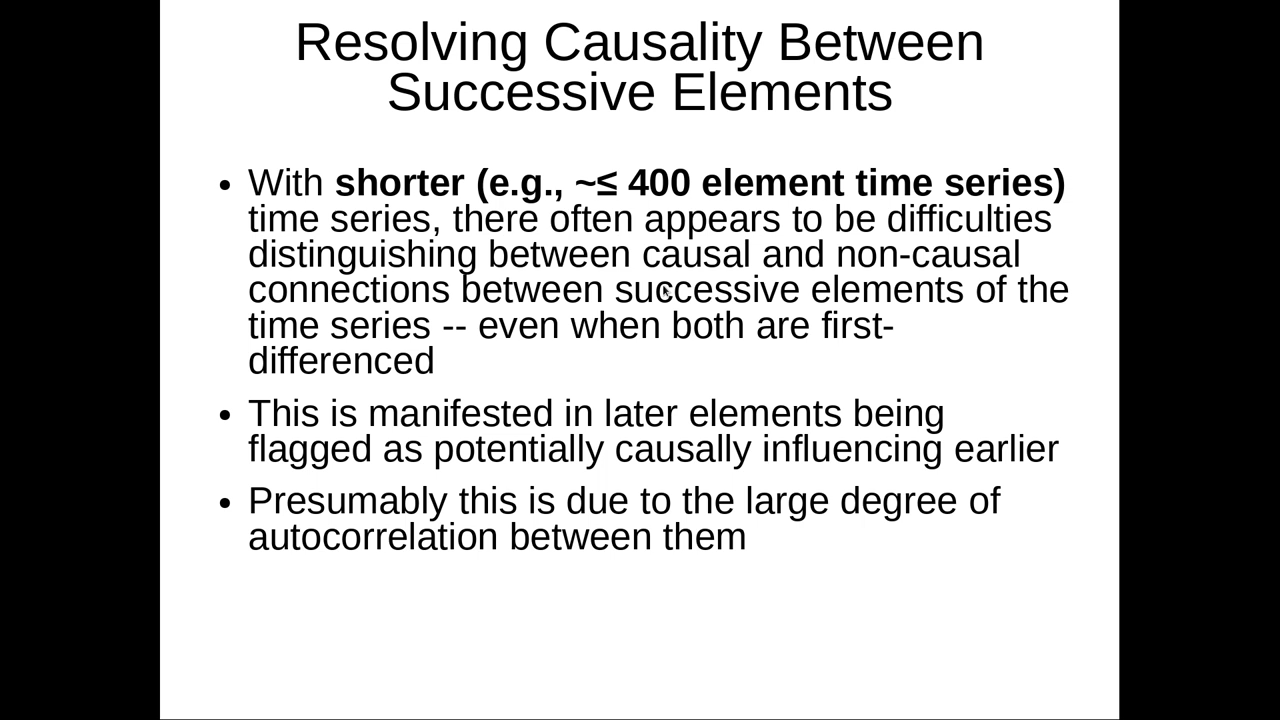 Resolving Causality Between
Successive Elements
• With shorter (e.g., ~≤ 400 element time series)
time series, there often appears to be difficulties
distinguishing between causal and non-causal
connections between successive elements of the
time series -- even when both are first-
differenced
• This is manifested in later elements being
flagged as potentially causally influencing earlier
• Presumably this is due to the large degree of
autocorrelation between them